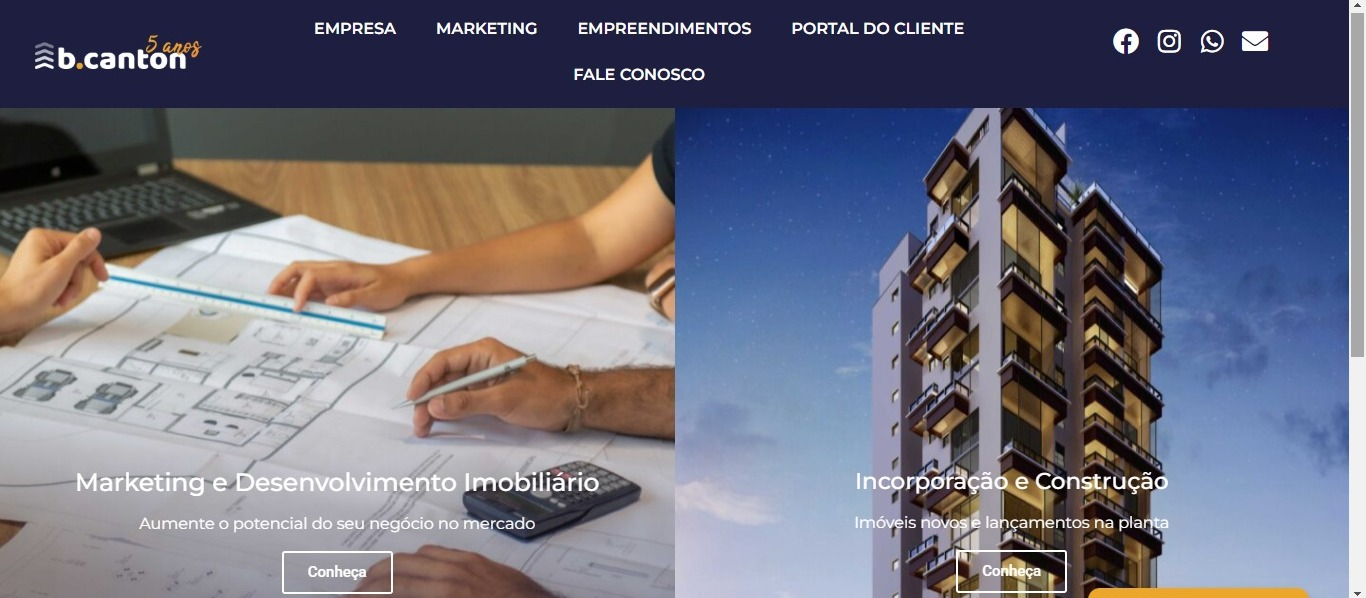 EMPRESA MARKETING EMPREENDIMENTOS PORTAL DO CLIENTE
5 anos
b.canton
FALE CONOSCO
Marketing e Desenvolvimento Imobiliário
Aumente o potencial do seu negócio no mercado
Conheça
Incorporação e Construção
Imóveis novos e lançamentos na planta
Conheça